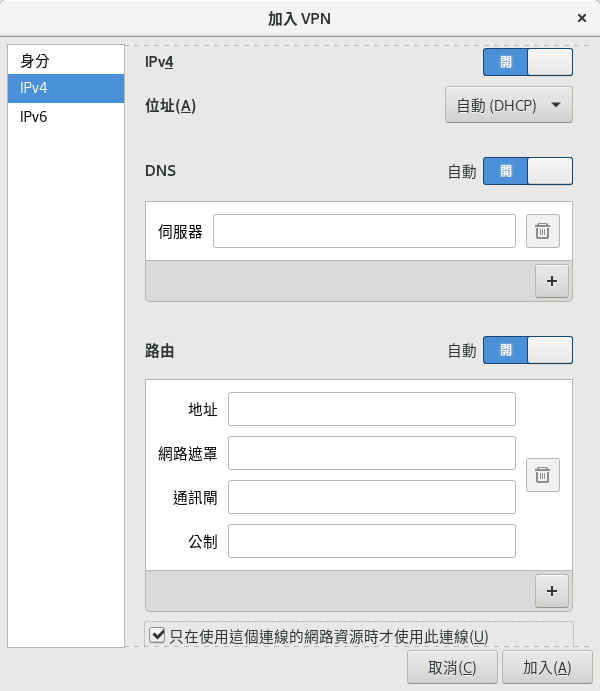 加入 VPN
身分
IPv4
IPv6
IPv4
開
位址(A)
自動 (DHCP)
DNS
自動
開
伺服器
+
路由
自動
開
地址
網路遮罩
通訊閘
公制
+
只在使用這個連線的網路資源時才使用此連線(U)
取消(C)
加入(A)